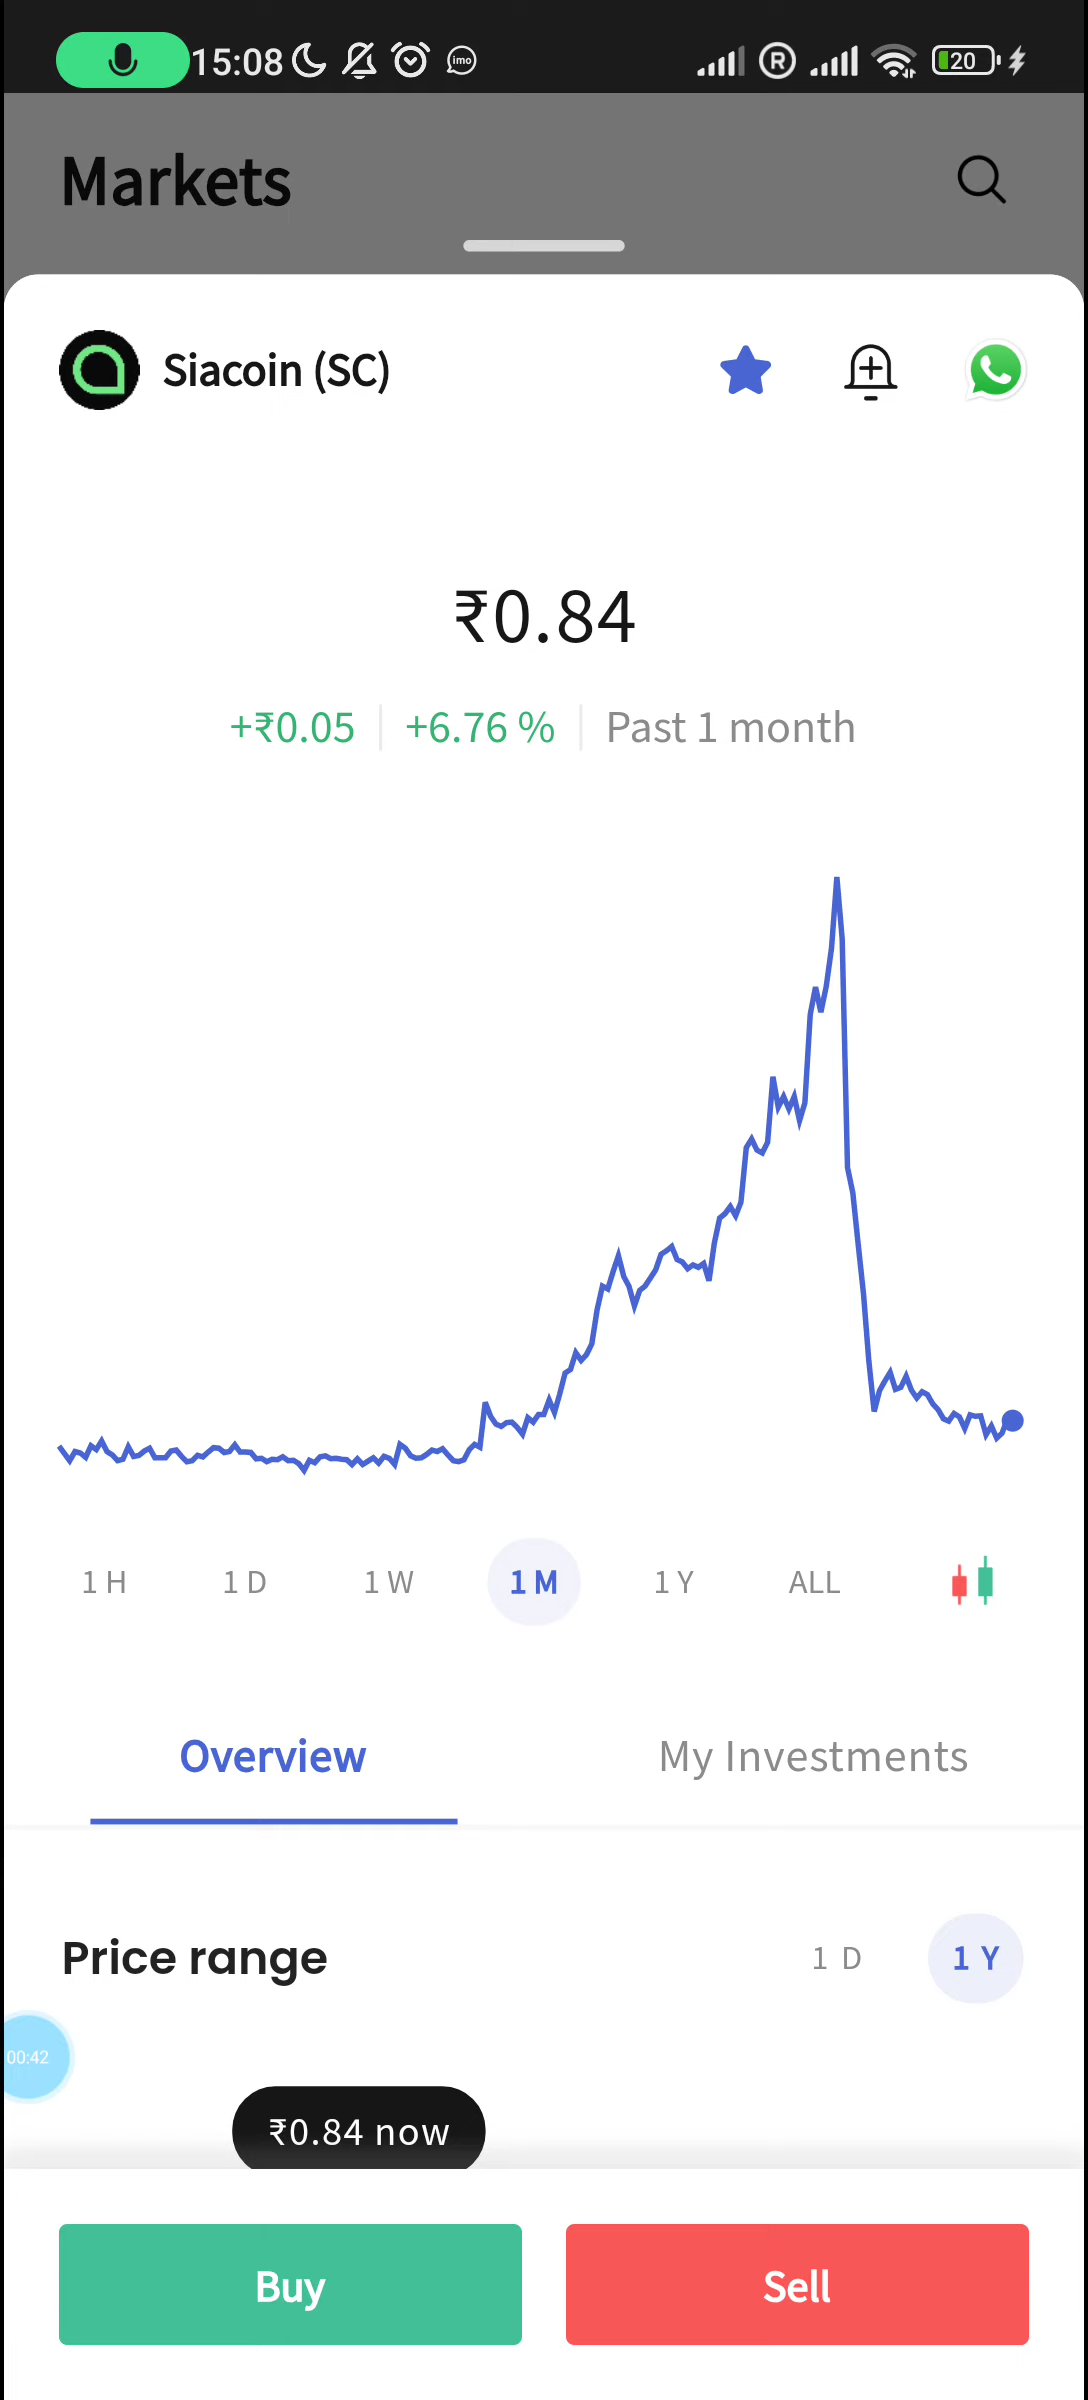 15:08 imo R 20
Markets
Siacoin (SC)
₹0.84
+₹0.05 +6.76 % Past 1 month
1 H 1 D 1 W 1 M 1 Y ALL
Overview My Investments
Price range 1 D 1 Y
00:42
₹0.84 now
Buy Sell